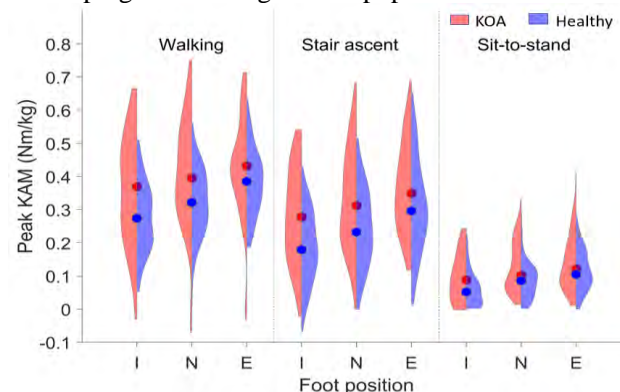 KOA Healthy
Walking Stair ascent Sit-to-stand
0.8
0.7
0.6
0.5
0.4
0.3
0.2
0.1
0
-0.1
Peak KAM (Nm/kg)
I N E I N E I N E
Foot position